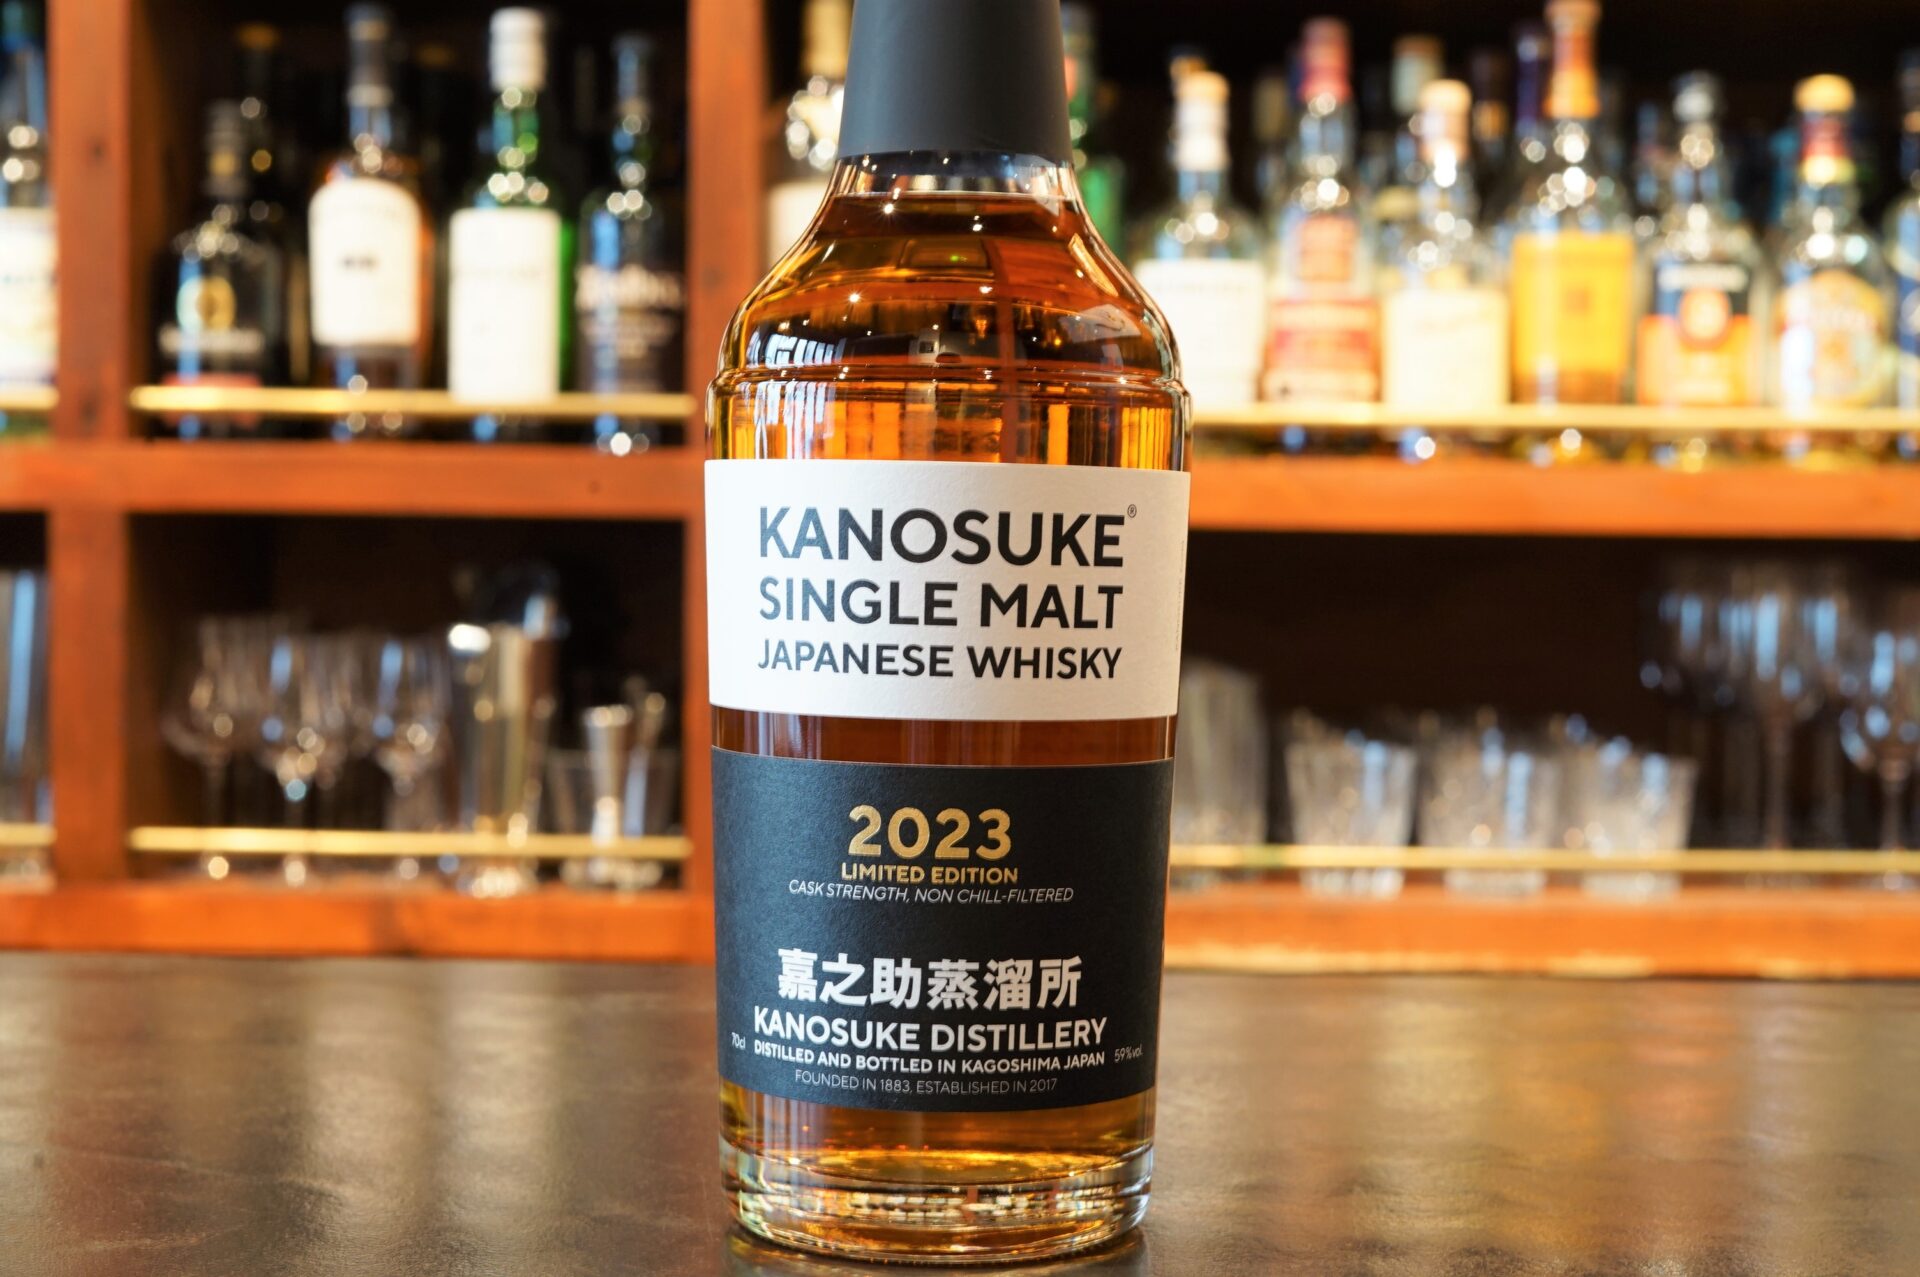 KANOSUKE®
SINGLE MALT
JAPANESE WHISKY
2023
LIMITED EDITION
CASK STRENGTH, NON CHILL-FILTERED
嘉之助蒸溜所
KANOSUKE DISTILLERY
70cl DISTILLED AND BOTTLED IN KAGOSHIMA JAPAN 59%vol.
FOUNDED IN 1883, ESTABLISHED IN 2017